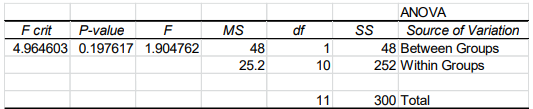 ANOVA
F crit P-value F MS df SS Source of Variation
4.964603 0.197617 1.904762 48 1 48 Between Groups
25.2 10 252 Within Groups
11 300 Total